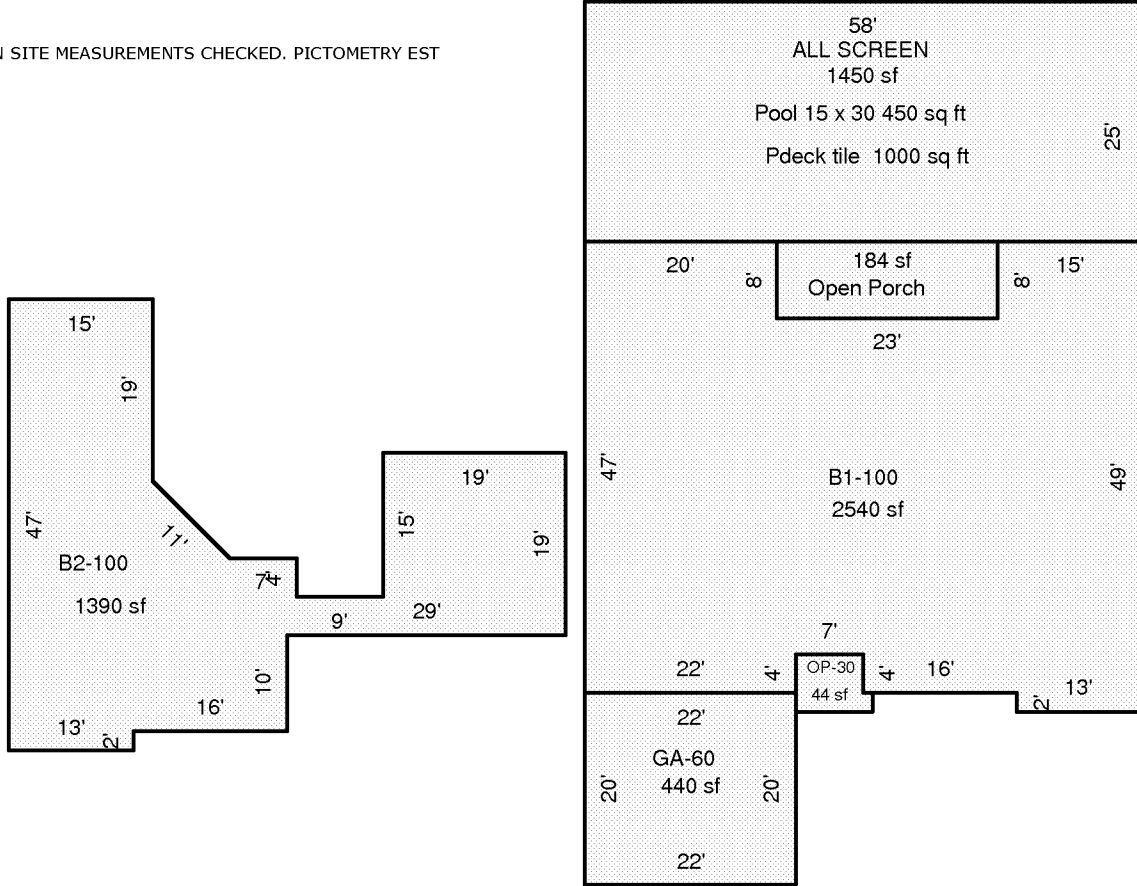 SITE MEASUREMENTS CHECKED. PICTOMETRY EST
58'
ALL SCREEN
1450 sf
Pool 15 x 30 450 sq ft
Pdeck tile 1000 sq ft
25'
20'
8'
184 sf
Open Porch
8'
15'
23'
47'
B1-100
2540 sf
49'
7'
22'
4'
OP-30
44 sf
4'
16'
13'
2'
22'
GA-60
440 sf
20'
20'
22'
15'
19'
47'
11'
B2-100
1390 sf
7'
4'
9'
15'
19'
19'
29'
10'
16'
13'
2'